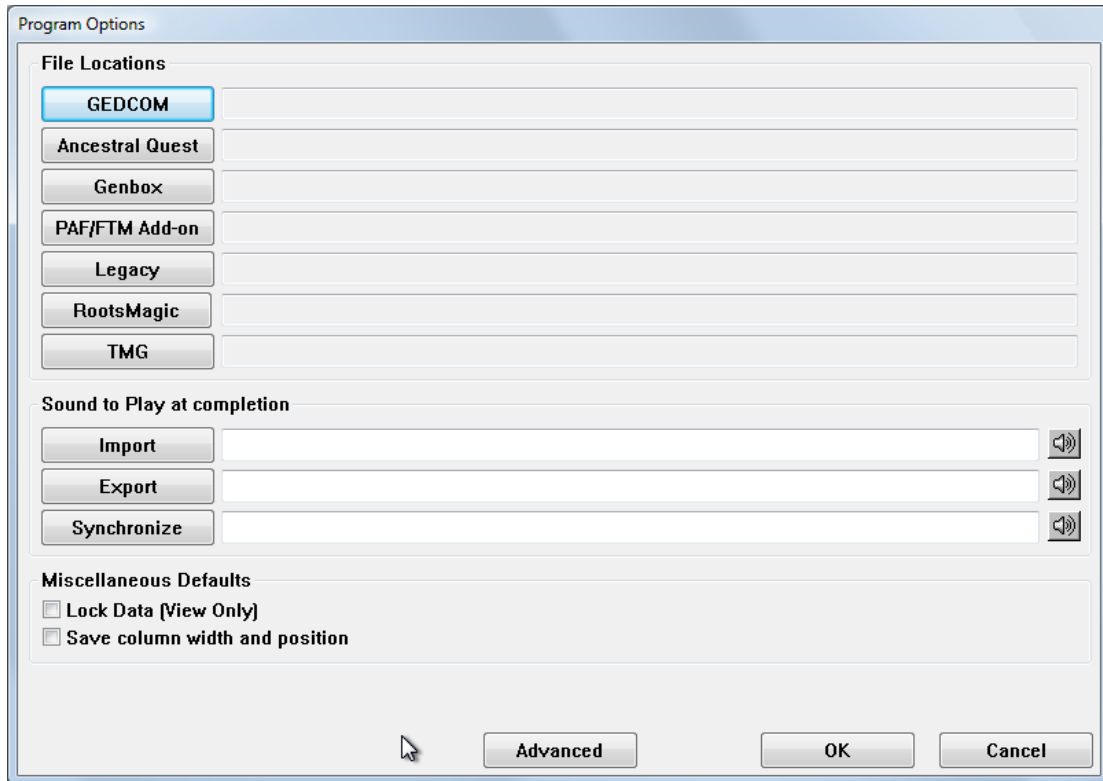 Program Options
File Locations
GEDCOM
Ancestral Quest
Genbox
PAF/FTM Add-on
Legacy
RootsMagic
TMG
Sound to Play at completion
Import
Export
Synchronize
Miscellaneous Defaults
Lock Data (View Only)
Save column width and position
Advanced OK Cancel